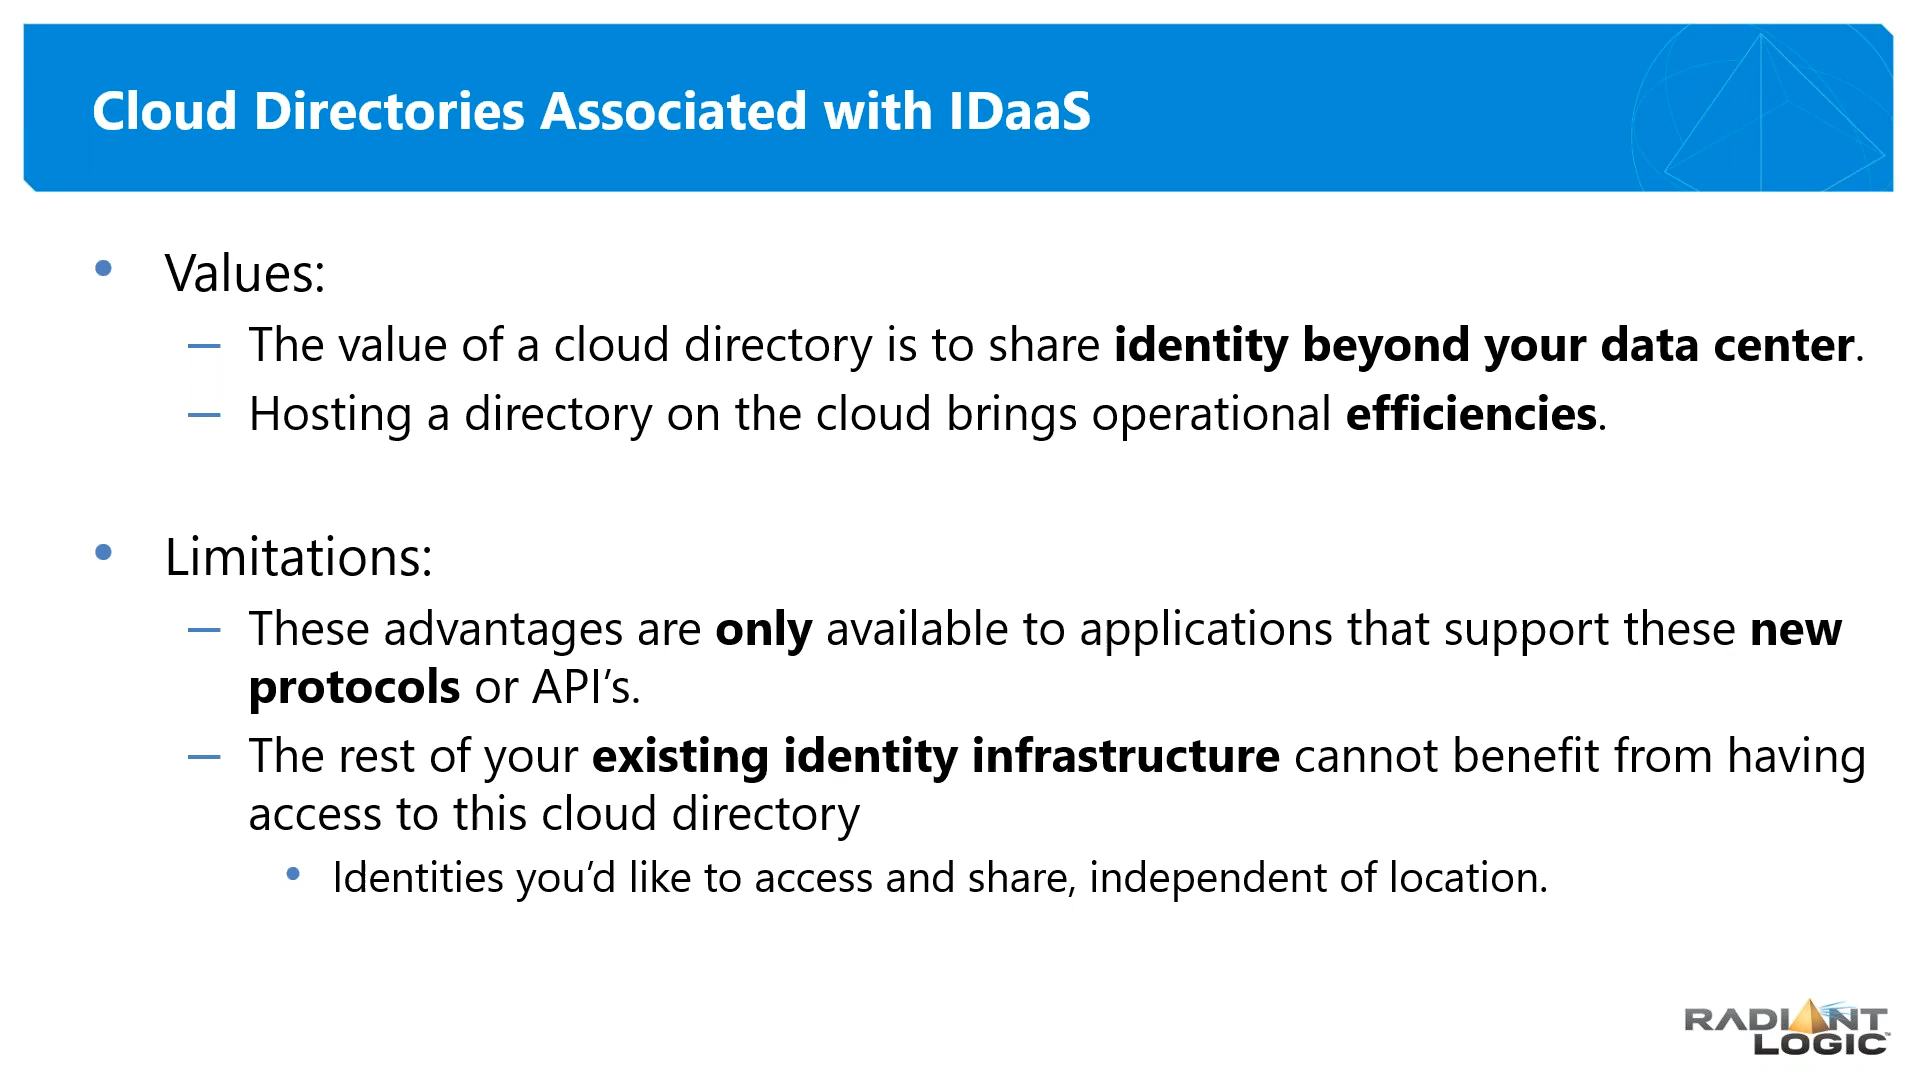 Cloud Directories Associated with IDaaS
• Values:
— The value of a cloud directory is to share identity beyond your data center.
— Hosting a directory on the cloud brings operational efficiencies.
• Limitations:
— These advantages are only available to applications that support these new
protocols or API’s.
— The rest of your existing identity infrastructure cannot benefit from having
access to this cloud directory
• Identities you’d like to access and share, independent of location.
RADIANT
LOGIC™